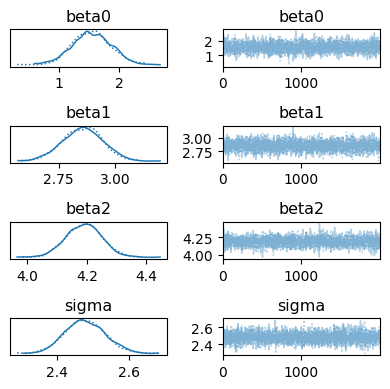 beta0 beta0
2
1
1 2 0 1000
beta1 beta1
3.00
2.75
2.75 3.00 0 1000
beta2 beta2
4.25
4.00
4.0 4.2 4.4 0 1000
sigma sigma
2.6
2.4
2.4 2.6 0 1000